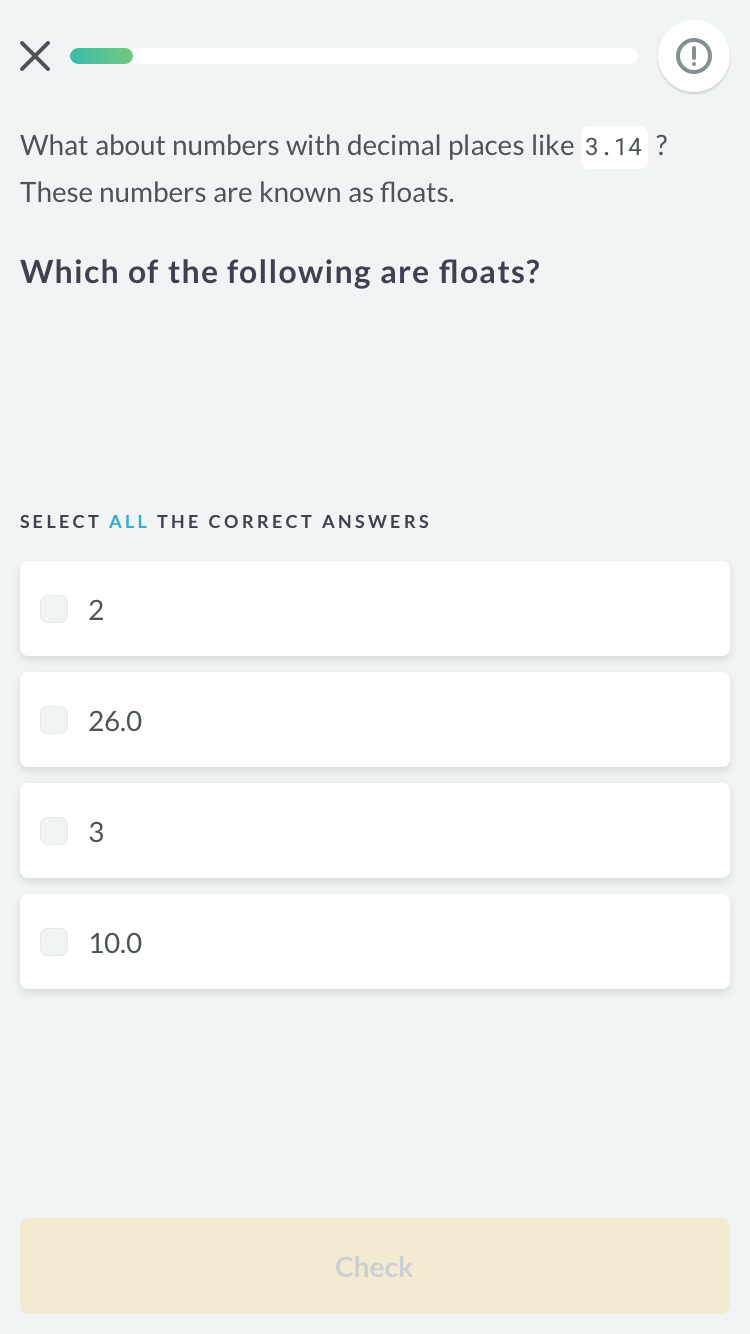 What about numbers with decimal places like 3.14 ?
These numbers are known as floats.
Which of the following are floats?
SELECT ALL THE CORRECT ANSWERS
2
26.0
3
10.0
Check